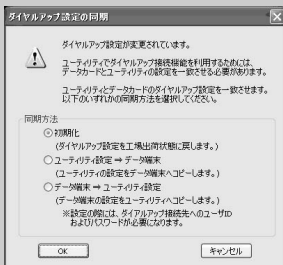 ダイヤルアップ設定の同期
ダイヤルアップ設定が変更されています。
ユーティリティでダイヤルアップ接続機能を利用するためには、
データカードとユーティリティの設定を一致させる必要があります。
ユーティリティとデータカードのダイヤルアップ設定を一致させます。
以下のいずれかの同期方法を選択してください。
同期方法
初期化
(ダイヤルアップ設定を工場出荷状態に戻します。)
ユーティリティ設定 ⇒ データ端末
(ユーティリティの設定をデータ端末へコピーします。)
データ端末 ⇒ ユーティリティ設定
(データ端末の設定をユーティリティへコピーします。)
※設定の際には、ダイアルアップ接続先へのユーザID
およびパスワードが必要になります。
OK
キャンセル